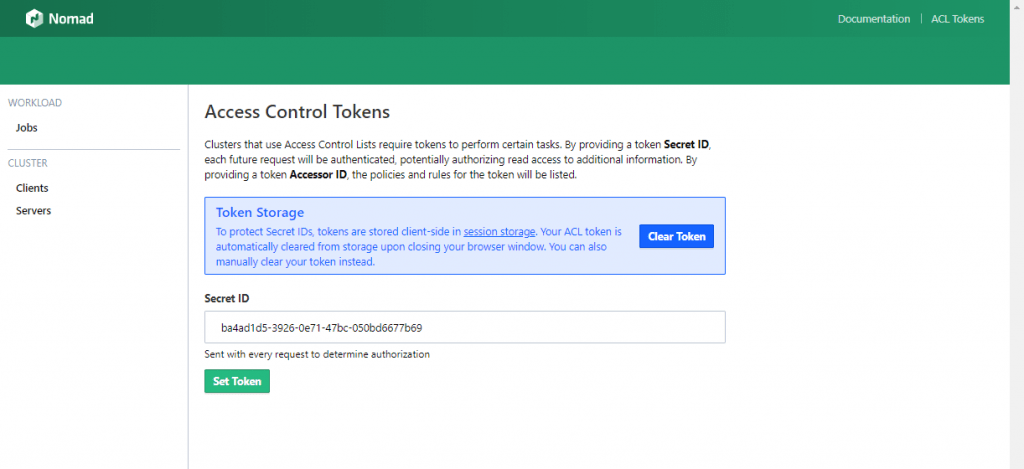 Nomad
Documentation
ACL Tokens
WORKLOAD
Jobs
CLUSTER
Clients
Servers
Access Control Tokens
Clusters that use Access Control Lists require tokens to perform certain tasks. By providing a token Secret ID,
each future request will be authenticated, potentially authorizing read access to additional information. By
providing a token Accessor ID, the policies and rules for the token will be listed.
Token Storage
To protect Secret IDs, tokens are stored client-side in session storage. Your ACL token is
automatically cleared from storage upon closing your browser window. You can also
manually clear your token instead.
Clear Token
Secret ID
ba4ad1d5-3926-0e71-47bc-050bd6677b69
Sent with every request to determine authorization
Set Token